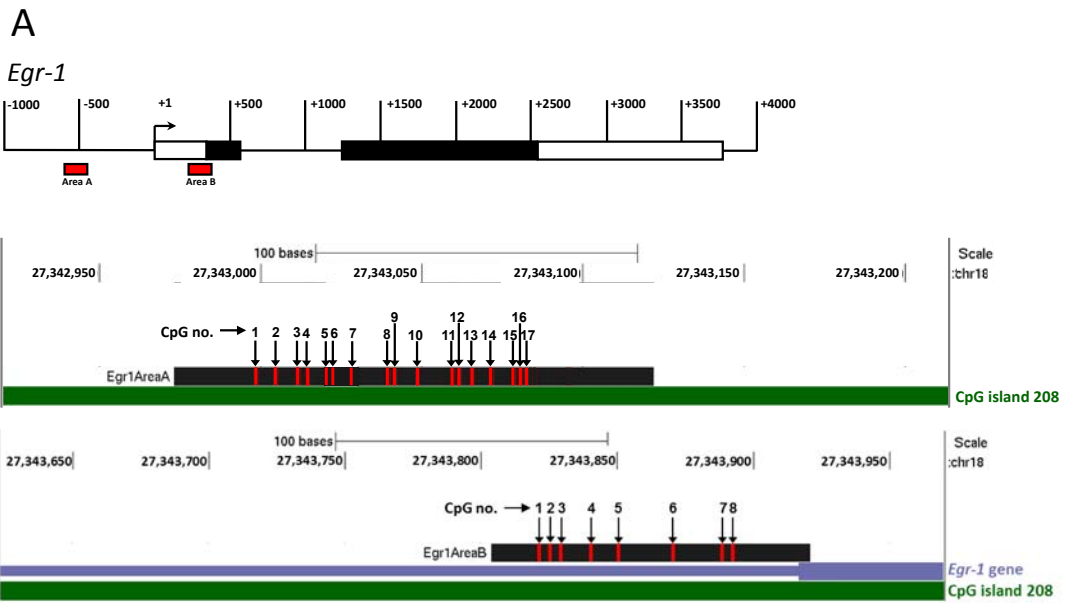 A
Egr-1
-1000 -500 +1 +500 +1000 +1500 +2000 +2500 +3000 +3500 +4000
Area A Area B
100 bases Scale
27,342,950 27,343,000 27,343,050 27,343,100 27,343,150 27,343,200 :chr18
9 12 16
CpG no. 1 2 3 4 5 6 7 8 10 11 13 14 15 17
Egr1AreaA
CpG island 208
100 bases Scale
27,343,650 27,343,700 27,343,750 27,343,800 27,343,850 27,343,900 27,343,950 :chr18
CpG no. 1 2 3 4 5 6 7 8
Egr1AreaB
Egr-1 gene
CpG island 208